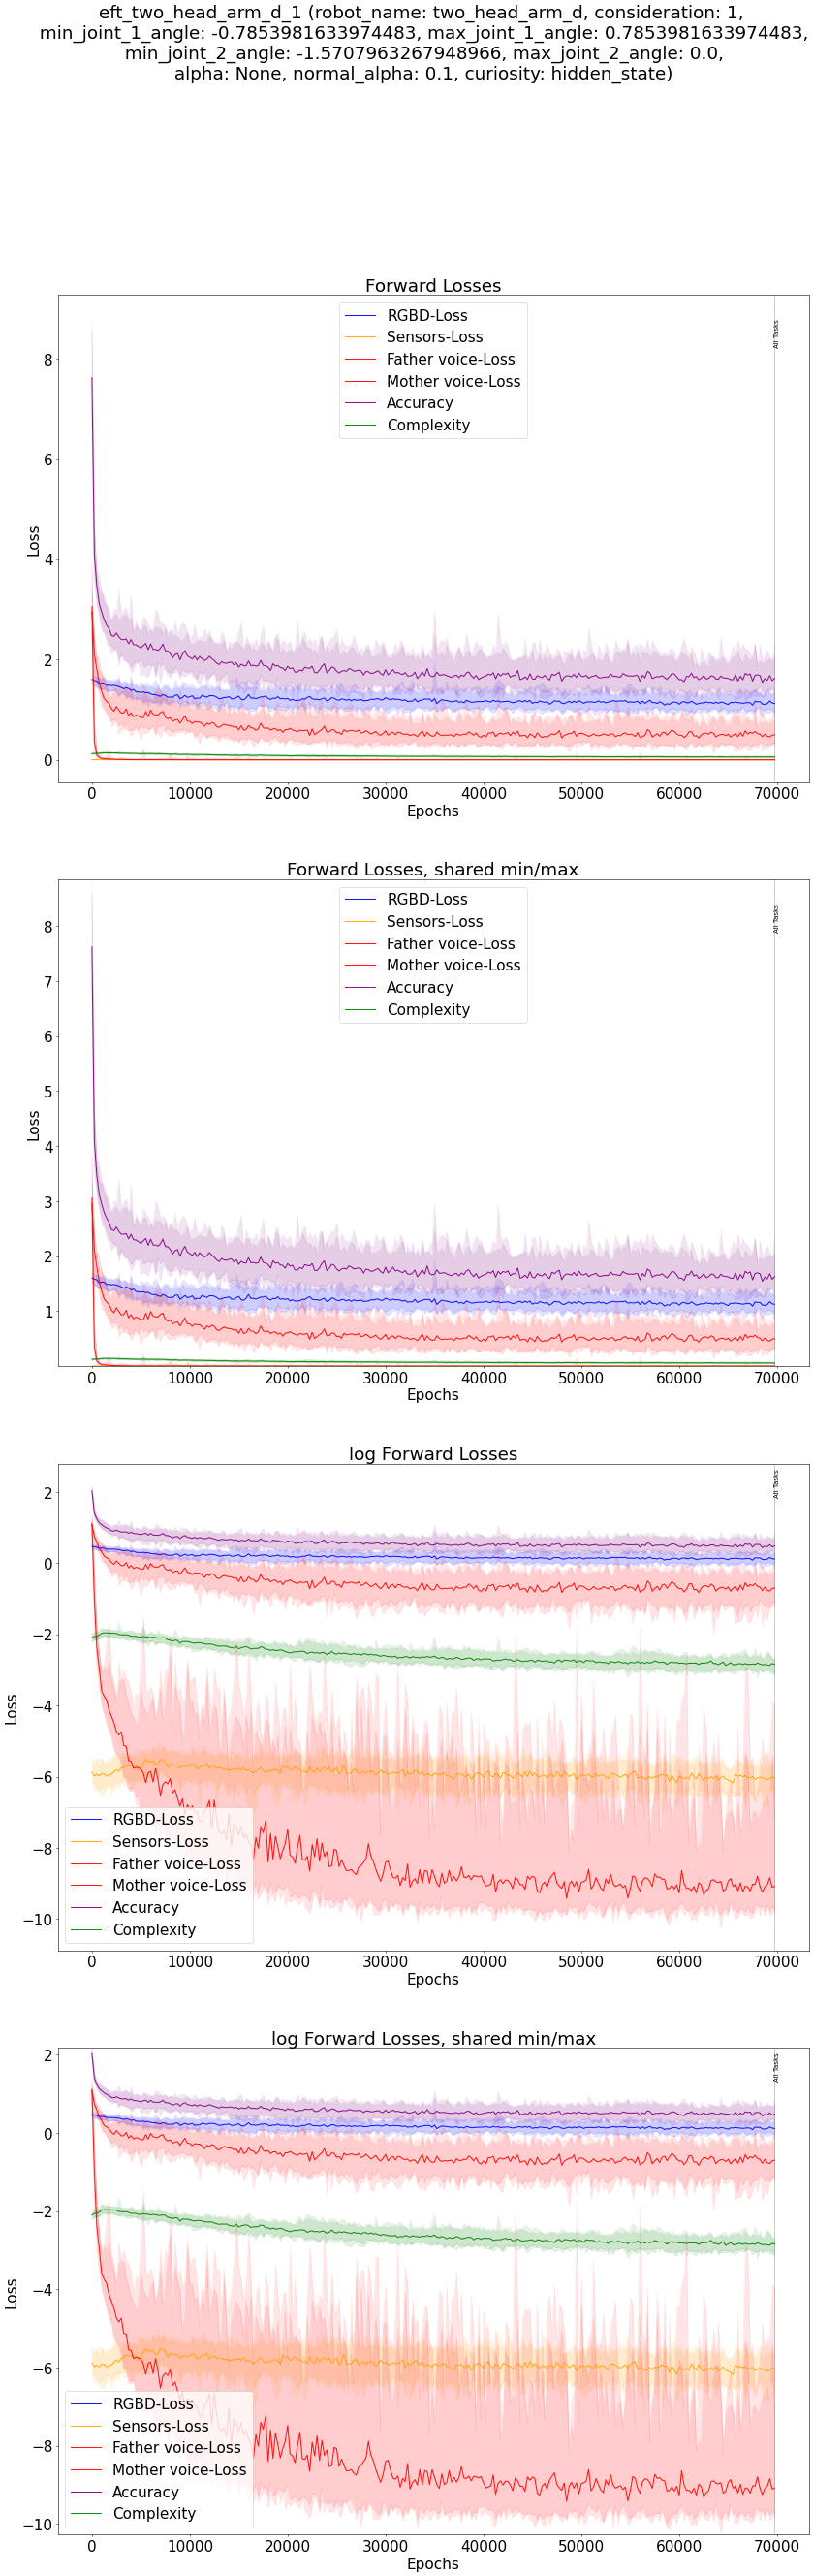 eft_two_head_arm_d_1 (robot_name: two_head_arm_d, consideration: 1,
min_joint_1_angle: -0.7853981633974483, max_joint_1_angle: 0.7853981633974483,
min_joint_2_angle: -1.5707963267948966, max_joint_2_angle: 0.0,
alpha: None, normal_alpha: 0.1, curiosity: hidden_state)
Forward Losses
RGBD-Loss
Sensors-Loss
Father voice-Loss
Mother voice-Loss
Accuracy
Complexity
All Tasks
8
6
4
2
0
Loss
0 10000 20000 30000 40000 50000 60000 70000
Epochs
Forward Losses, shared min/max
RGBD-Loss
Sensors-Loss
Father voice-Loss
Mother voice-Loss
Accuracy
Complexity
All Tasks
8
7
6
5
4
3
2
1
Loss
0 10000 20000 30000 40000 50000 60000 70000
Epochs
log Forward Losses
All Tasks
2
0
−2
−4
−6
−8
−10
Loss
RGBD-Loss
Sensors-Loss
Father voice-Loss
Mother voice-Loss
Accuracy
Complexity
0 10000 20000 30000 40000 50000 60000 70000
Epochs
log Forward Losses, shared min/max
All Tasks
2
0
−2
−4
−6
−8
−10
Loss
RGBD-Loss
Sensors-Loss
Father voice-Loss
Mother voice-Loss
Accuracy
Complexity
0 10000 20000 30000 40000 50000 60000 70000
Epochs